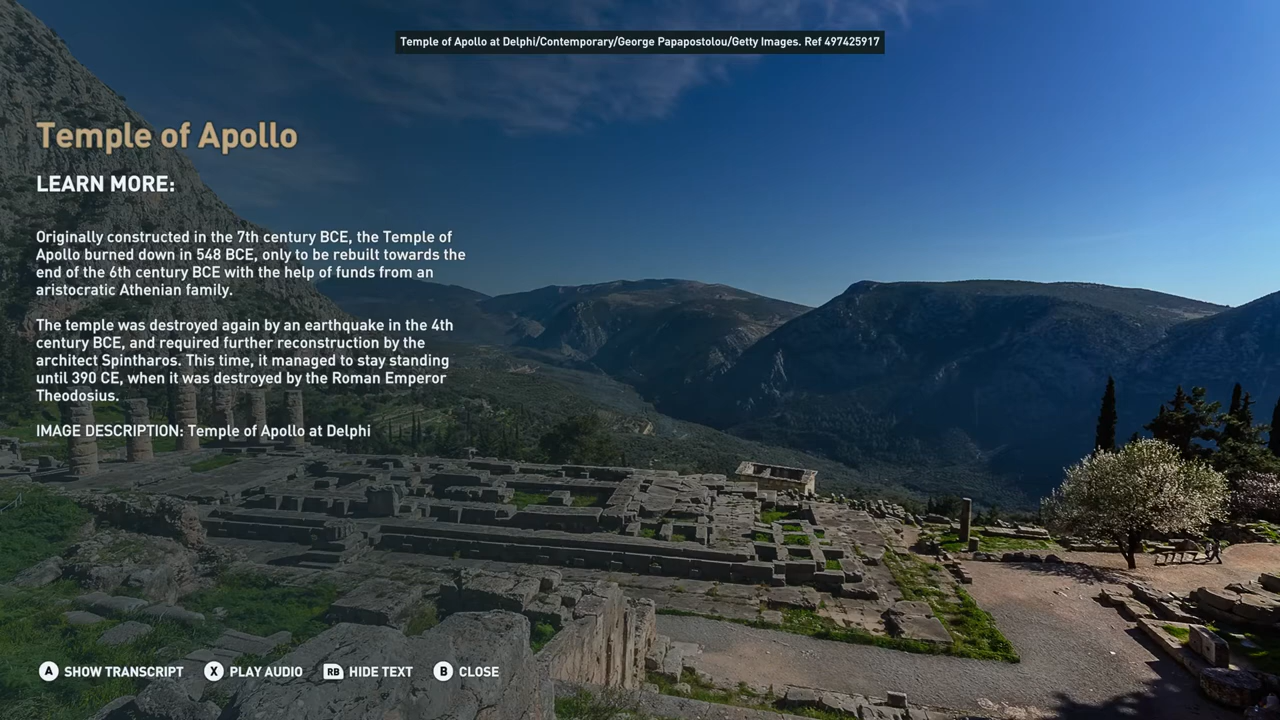 Temple of Apollo at Delphi/Contemporary/George Papapostolou/Getty Images. Ref 497425917
Temple of Apollo
LEARN MORE:
Originally constructed in the 7th century BCE, the Temple of
Apollo burned down in 548 BCE, only to be rebuilt towards the
end of the 6th century BCE with the help of funds from an
aristocratic Athenian family.
The temple was destroyed again by an earthquake in the 4th
century BCE, and required further reconstruction by the
architect Spintharos. This time, it managed to stay standing
until 390 CE, when it was destroyed by the Roman Emperor
Theodosius.
IMAGE DESCRIPTION: Temple of Apollo at Delphi
A SHOW TRANSCRIPT X PLAY AUDIO RB HIDE TEXT B CLOSE